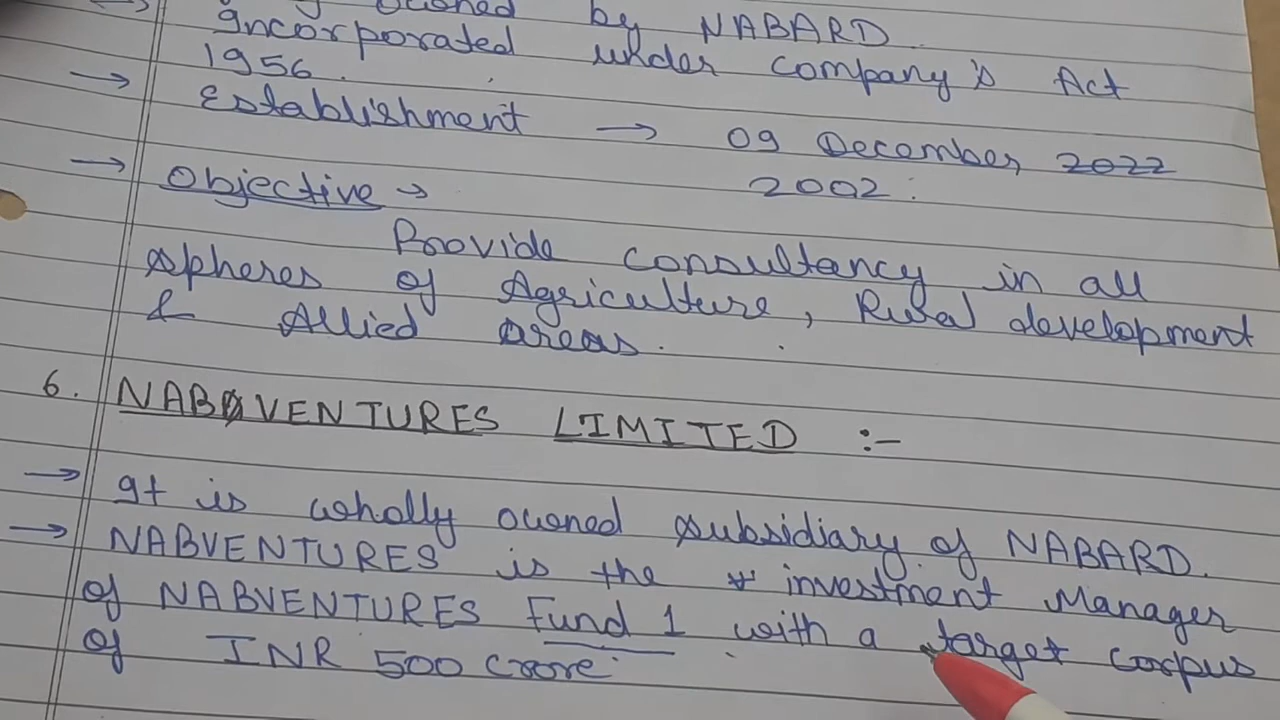 owned by NABARD.
Incorporated under company's Act
1956.
→ Establishment → 09 December, 2022
2002.
→ Objective →
Provide consultancy in all
spheres of Agriculture, Rural development
& Allied areas.
6. NABVENTURES LIMITED :-
→ It is wholly owned subsidiary of NABARD.
→ NABVENTURES is the investment Manager
of NABVENTURES Fund 1 with a target corpus
of INR 500 crore.